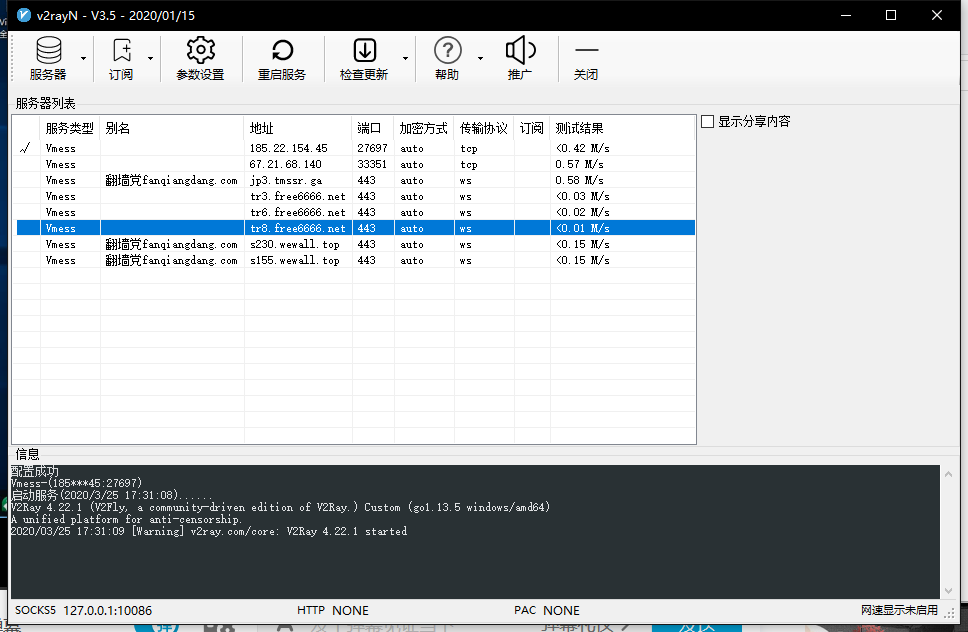 v2rayN - V3.5 - 2020/01/15
服务器 订阅 参数设置 重启服务 检查更新 帮助 推广 关闭
服务器列表
显示分享内容
服务类型 别名 地址 端口 加密方式 传输协议 订阅 测试结果
√ Vmess 185.22.154.45 27697 auto tcp <0.42 M/s
Vmess 67.21.68.140 33351 auto tcp 0.57 M/s
Vmess 翻墙党fanqiangdang.com jp3.tmssr.ga 443 auto ws 0.58 M/s
Vmess tr3.free6666.net 443 auto ws <0.03 M/s
Vmess tr6.free6666.net 443 auto ws <0.02 M/s
Vmess tr8.free6666.net 443 auto ws <0.01 M/s
Vmess 翻墙党fanqiangdang.com s230.wewall.top 443 auto ws <0.15 M/s
Vmess 翻墙党fanqiangdang.com s155.wewall.top 443 auto ws <0.15 M/s
信息
配置成功
Vmess-(185***45:27697)
启动服务(2020/3/25 17:31:08)......
V2Ray 4.22.1 (V2Fly, a community-driven edition of V2Ray.) Custom (go1.13.5 windows/amd64)
A unified platform for anti-censorship.
2020/03/25 17:31:09 [Warning] v2ray.com/core: V2Ray 4.22.1 started
SOCKS5 127.0.0.1:10086 HTTP NONE PAC NONE 网速显示未启用